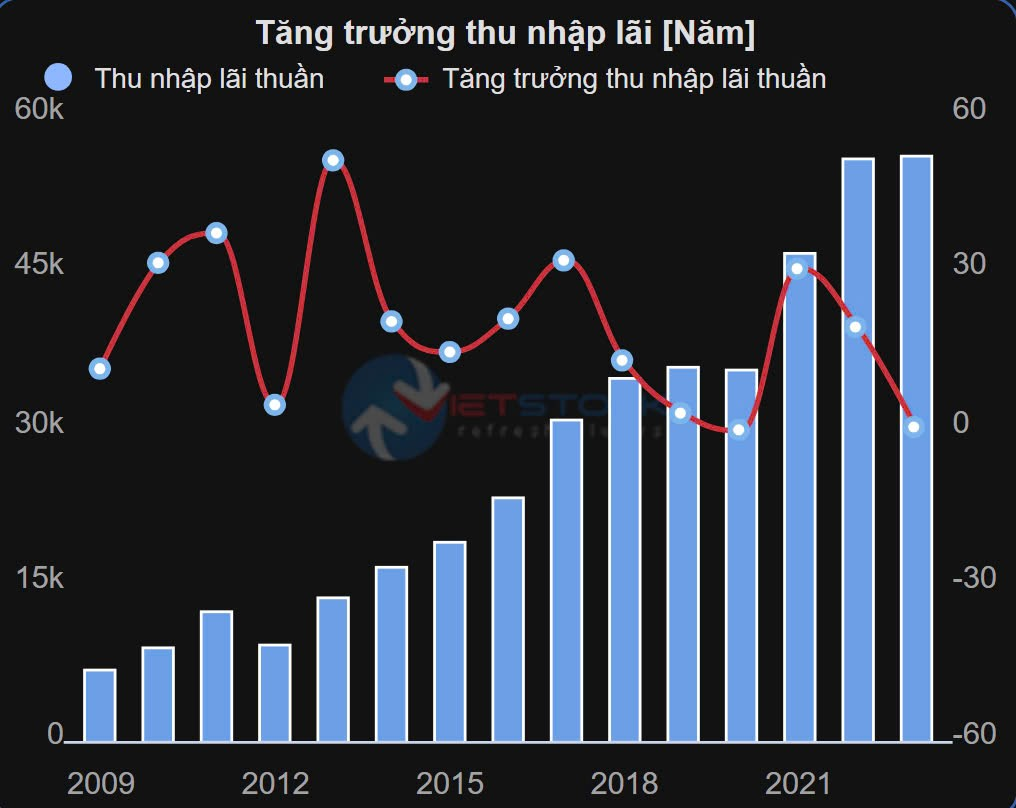 Tăng trưởng thu nhập lãi [Năm]
Thu nhập lãi thuần Tăng trưởng thu nhập lãi thuần
60k 60
45k 30
30k 0
15k -30
0 -60
2009 2012 2015 2018 2021